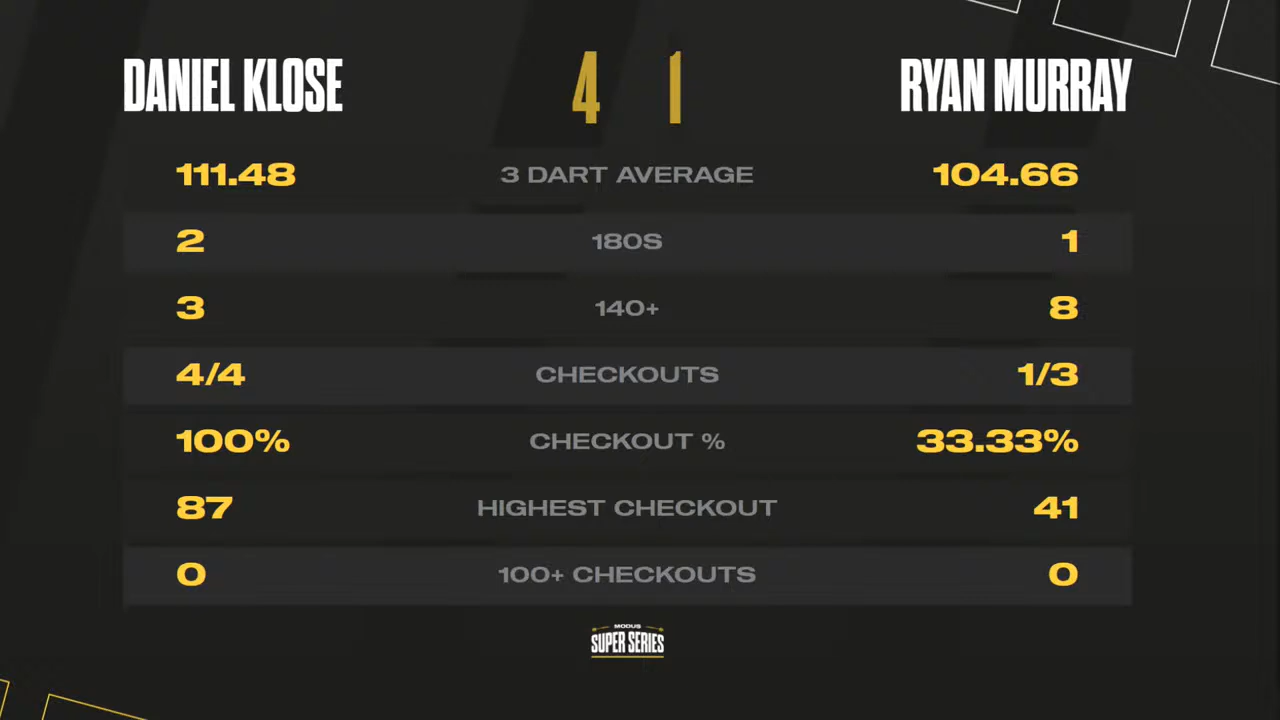 DANIEL KLOSE 4 1 RYAN MURRAY
111.48 3 DART AVERAGE 104.66
2 180S 1
3 140+ 8
4/4 CHECKOUTS 1/3
100% CHECKOUT % 33.33%
87 HIGHEST CHECKOUT 41
0 100+ CHECKOUTS 0
MODUS
SUPER SERIES